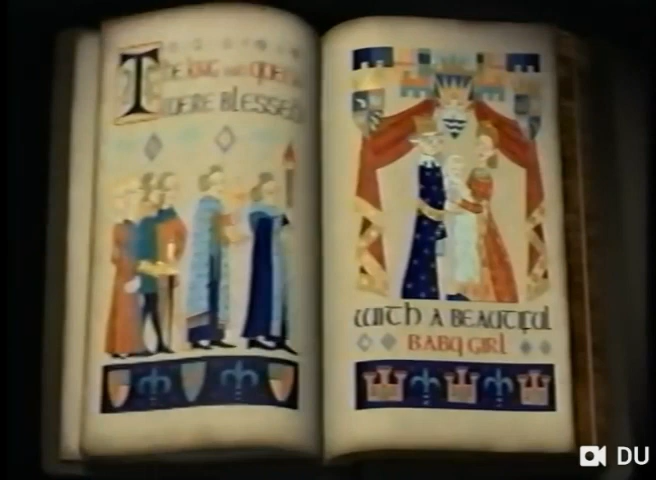 The king and queen
were blessed
with a beautiful
baby girl
DU